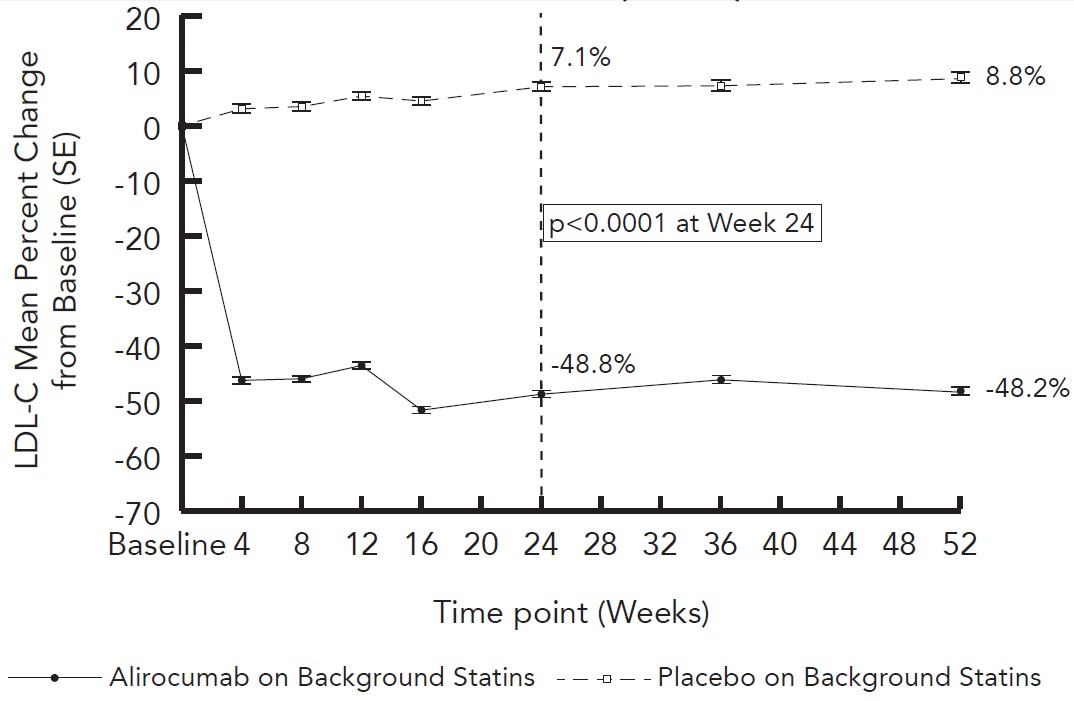 20
10
0
-10
-20
-30
-40
-50
-60
-70
LDL-C Mean Percent Change
from Baseline (SE)
7.1%
8.8%
p<0.0001 at Week 24
-48.8%
-48.2%
Baseline 4 8 12 16 20 24 28 32 36 40 44 48 52
Time point (Weeks)
Alirocumab on Background Statins Placebo on Background Statins